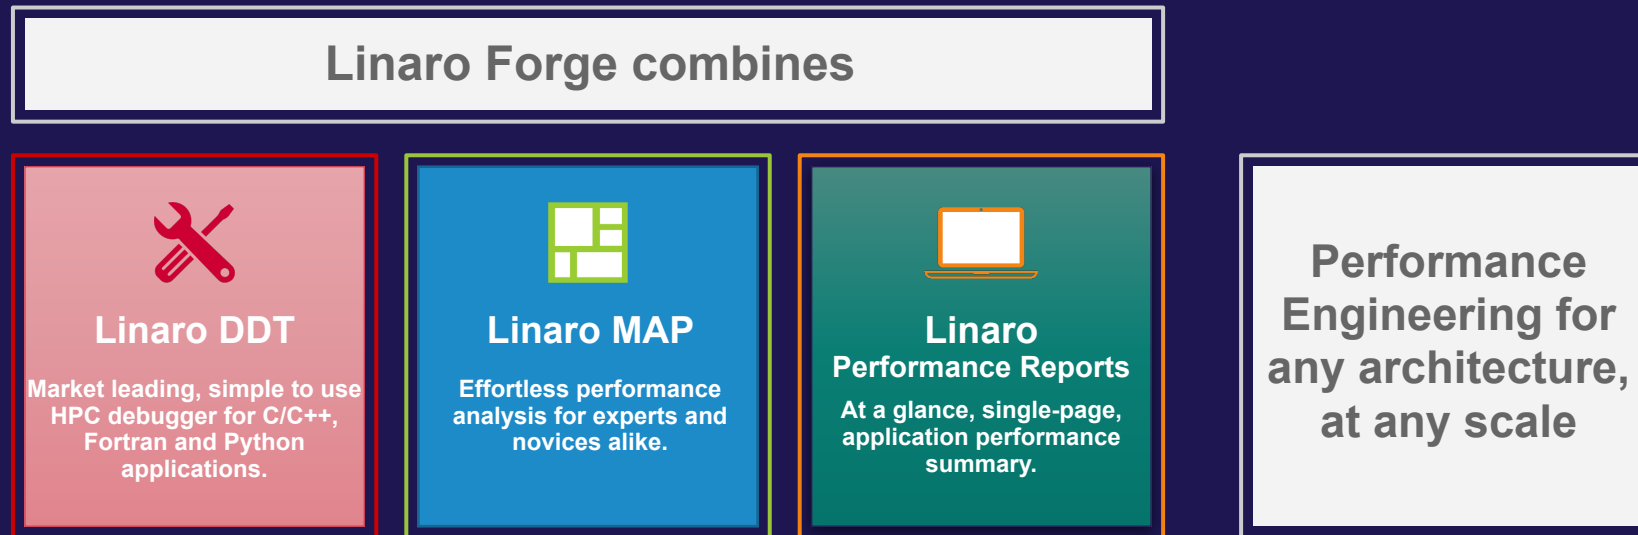 Linaro Forge combines
Linaro DDT
Market leading, simple to use
HPC debugger for C/C++,
Fortran and Python
applications.
Linaro MAP
Effortless performance
analysis for experts and
novices alike.
Linaro
Performance Reports
At a glance, single-page,
application performance
summary.
Performance
Engineering for
any architecture,
at any scale